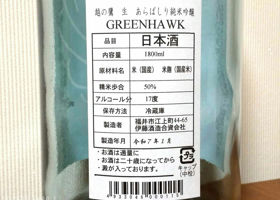 越の鷹 生 あらばしり純米吟醸
GREENHAWK
品目 日本酒
内容量 1800ml
原材料名 米（国産） 米麹（国産米）
精米歩合 50%
アルコール分 17度
保存方法 冷蔵庫
製造者 福井市江上町44-65
伊藤酒造合資会社
製造年月 令和7年1月
・お酒は適量に
・お酒は二十歳になってから
・澱が入っております。
プラ
キャップ
（中栓）